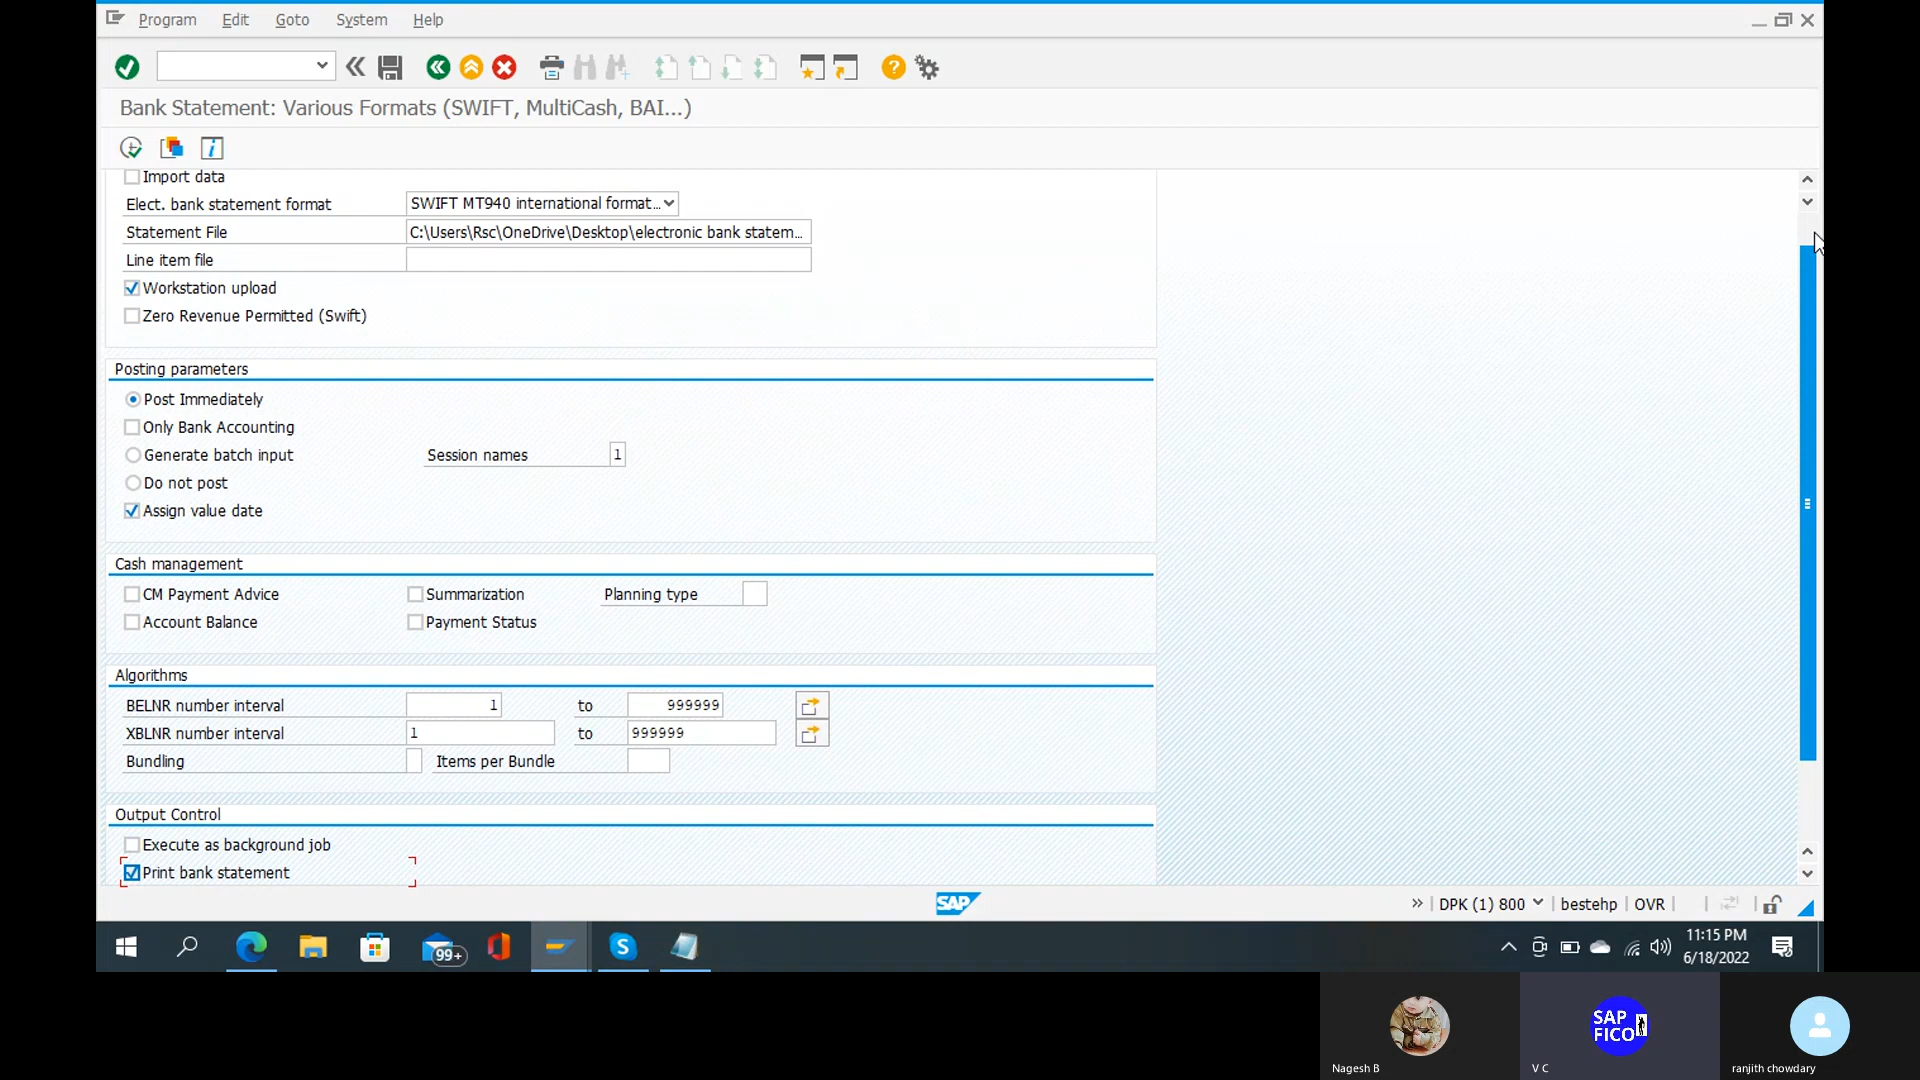 Program Edit Goto System Help
Bank Statement: Various Formats (SWIFT, MultiCash, BAI...)
Import data
Elect. bank statement format SWIFT MT940 international format...
Statement File C:\Users\Rsc\OneDrive\Desktop\electronic bank statem...
Line item file
Workstation upload
Zero Revenue Permitted (Swift)
Posting parameters
Post Immediately
Only Bank Accounting
Generate batch input Session names 1
Do not post
Assign value date
Cash management
CM Payment Advice Summarization Planning type
Account Balance Payment Status
Algorithms
BELNR number interval 1 to 999999
XBLNR number interval 1 to 999999
Bundling Items per Bundle
Output Control
Execute as background job
Print bank statement
SAP DPK (1) 800 bestehp OVR
99+ 11:15 PM
6/18/2022
SAP
FICO
Nagesh B V C ranjith chowdary